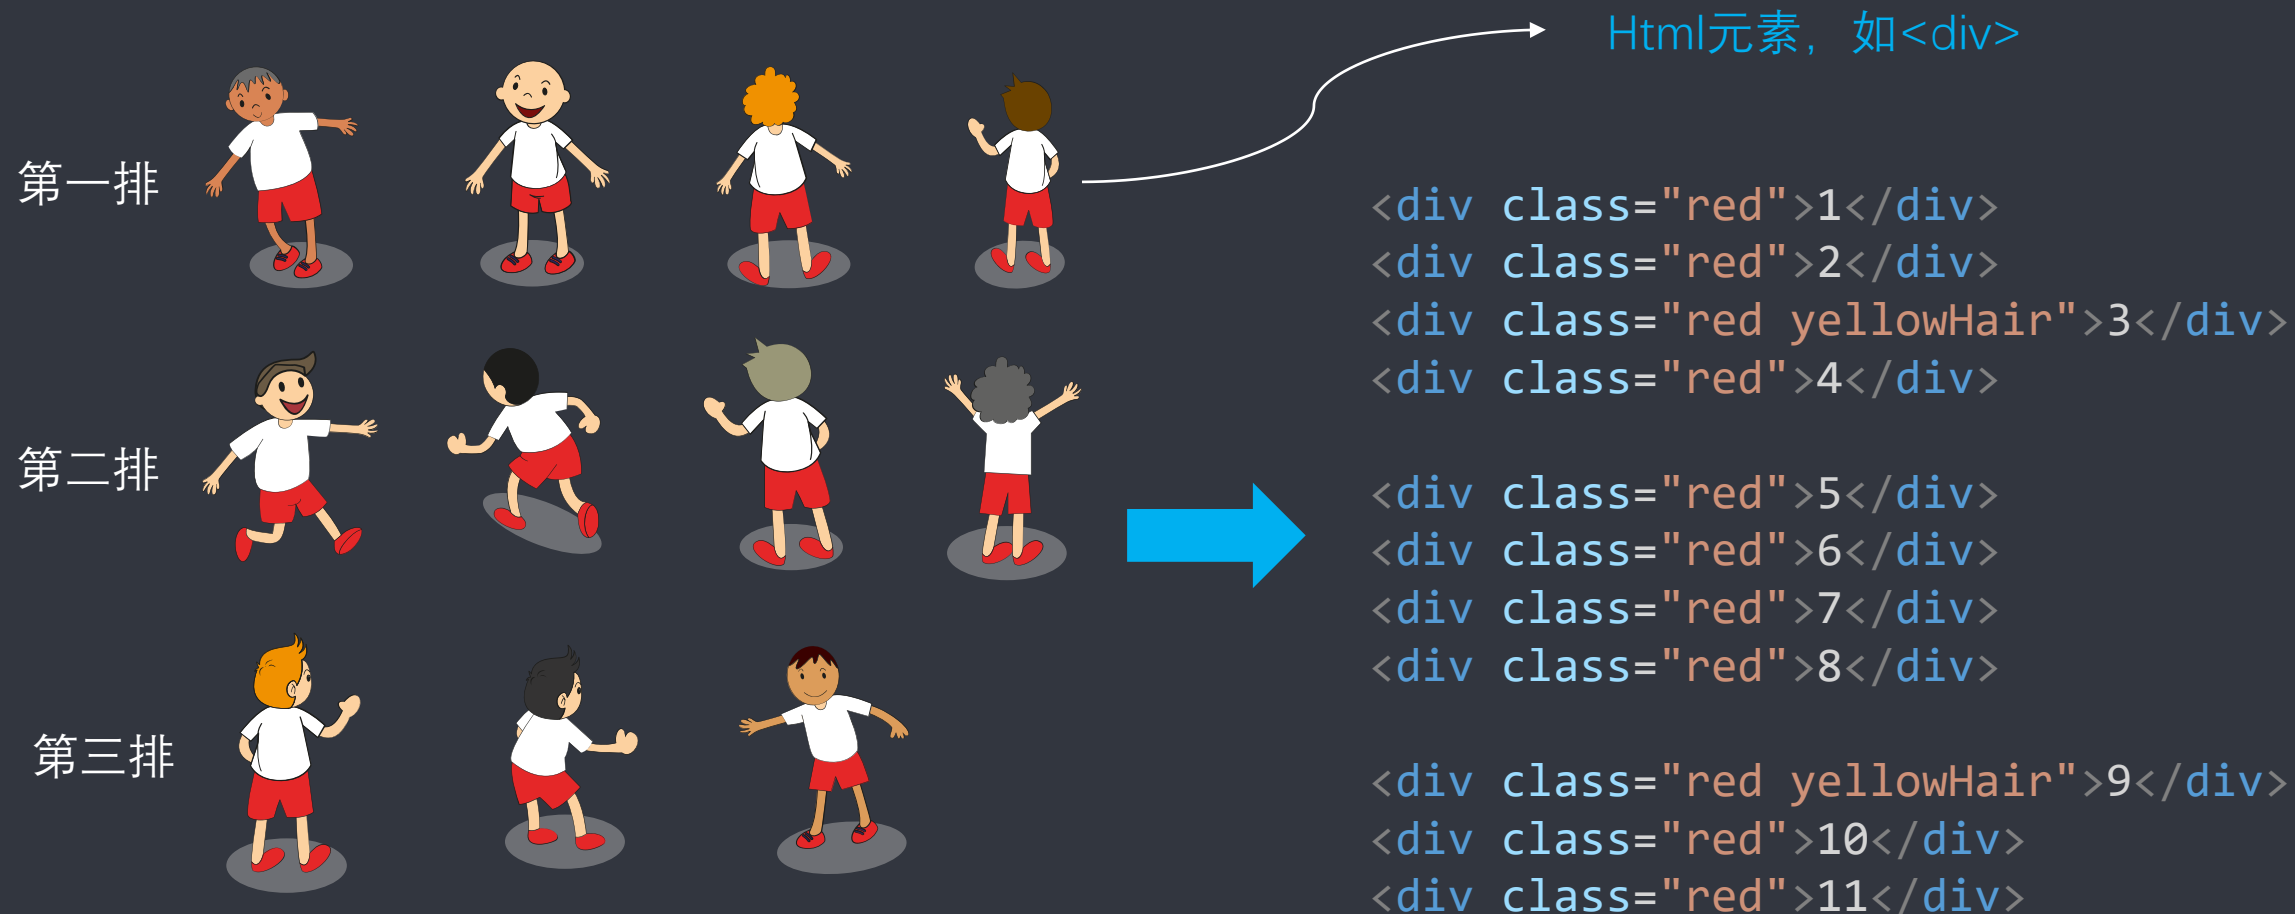 Html元素，如<div>
第一排
第二排
第三排
<div class="red">1</div>
<div class="red">2</div>
<div class="red yellowHair">3</div>
<div class="red">4</div>
<div class="red">5</div>
<div class="red">6</div>
<div class="red">7</div>
<div class="red">8</div>
<div class="red yellowHair">9</div>
<div class="red">10</div>
<div class="red">11</div>